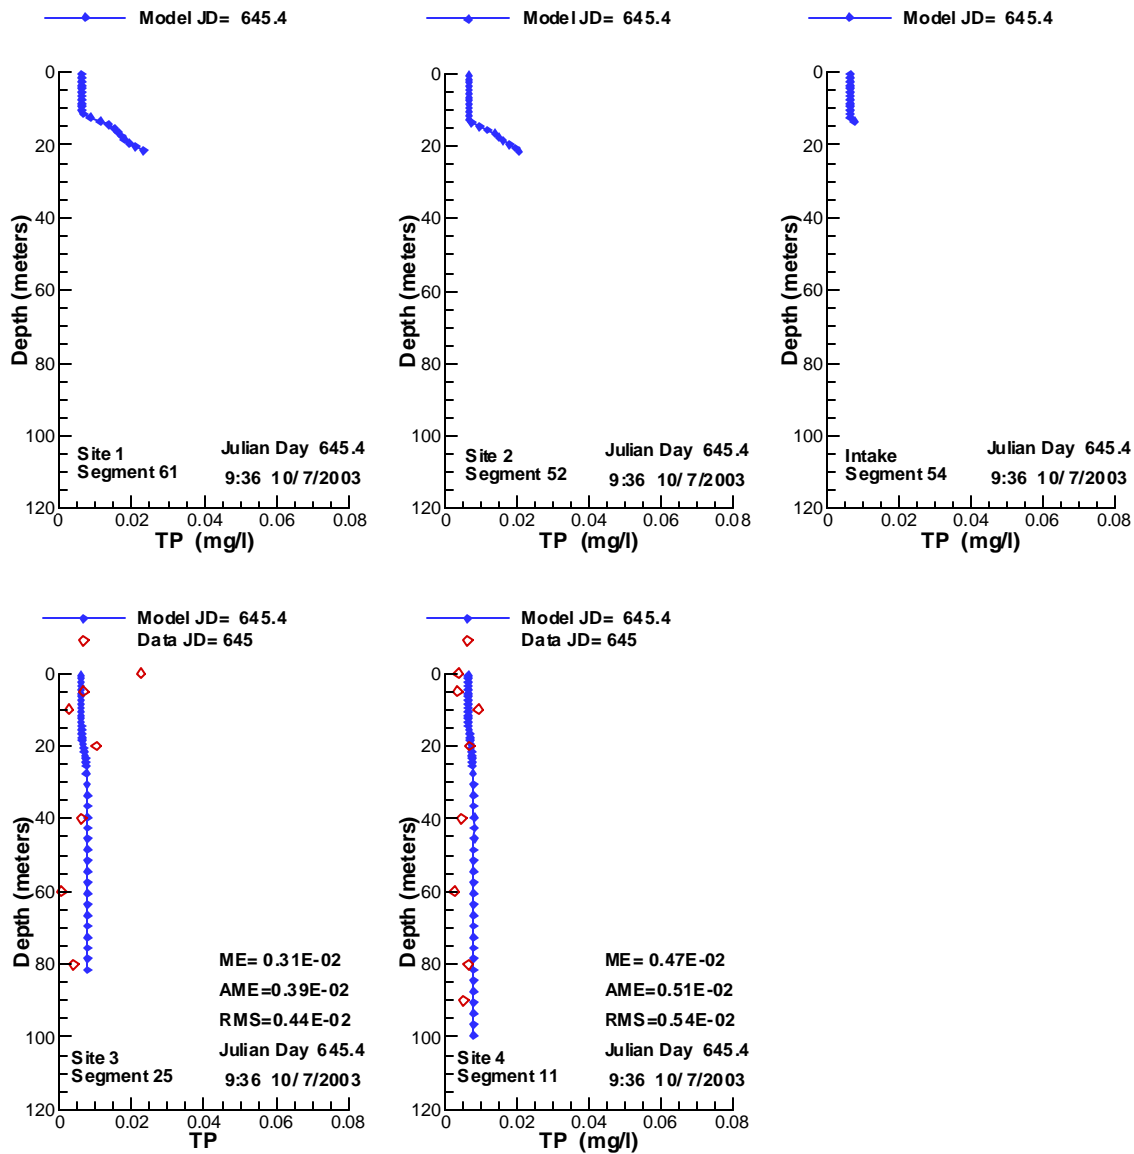 Model JD= 645.4
0
20
40
60
80
100
120
Depth (meters)
Site 1
Segment 61
Julian Day 645.4
9:36 10/ 7/2003
0 0.02 0.04 0.06 0.08
TP (mg/l)
Model JD= 645.4
0
20
40
60
80
100
120
Depth (meters)
Site 2
Segment 52
Julian Day 645.4
9:36 10/ 7/2003
0 0.02 0.04 0.06 0.08
TP (mg/l)
Model JD= 645.4
0
20
40
60
80
100
120
Depth (meters)
Intake
Segment 54
Julian Day 645.4
9:36 10/ 7/2003
0 0.02 0.04 0.06 0.08
TP (mg/l)
Model JD= 645.4
Data JD= 645
0
20
40
60
80
100
120
Depth (meters)
ME= 0.31E-02
AME=0.39E-02
RMS=0.44E-02
Site 3
Segment 25
Julian Day 645.4
9:36 10/ 7/2003
0 0.02 0.04 0.06 0.08
TP
Model JD= 645.4
Data JD= 645
0
20
40
60
80
100
120
Depth (meters)
ME= 0.47E-02
AME=0.51E-02
RMS=0.54E-02
Site 4
Segment 11
Julian Day 645.4
9:36 10/ 7/2003
0 0.02 0.04 0.06 0.08
TP (mg/l)